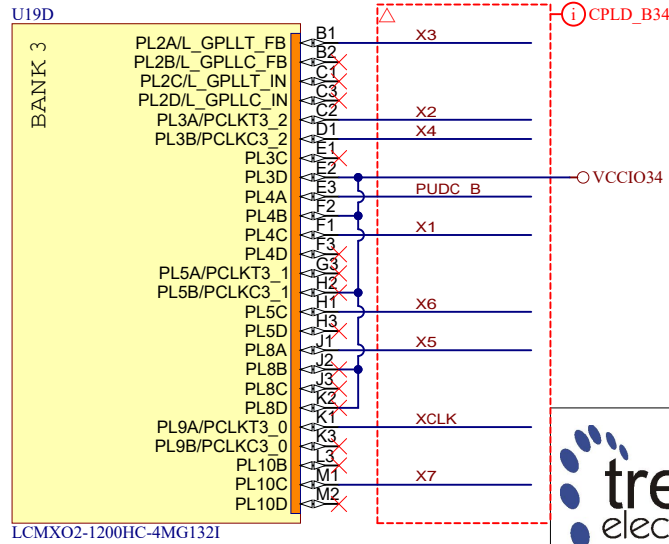 U19D
i CPLD_B34
BANK 3
PL2A/L_GPLLT_FB B1 X3
PL2B/L_GPLLC_FB B2
PL2C/L_GPLLT_IN C1
PL2D/L_GPLLC_IN C3
PL3A/PCLKT3_2 C2 X2
PL3B/PCLKC3_2 D1 X4
PL3C E1
PL3D E2 VCCIO34
PL4A E3 PUDC_B
PL4B F2
PL4C F1 X1
PL4D F3
PL5A/PCLKT3_1 G3
PL5B/PCLKC3_1 H2
PL5C H1 X6
PL5D H3
PL8A J1 X5
PL8B J2
PL8C J3
PL8D K2
PL9A/PCLKT3_0 K1 XCLK
PL9B/PCLKC3_0 K3
PL10B L3
PL10C M1 X7
PL10D M2
LCMXO2-1200HC-4MG132I
tre
elec